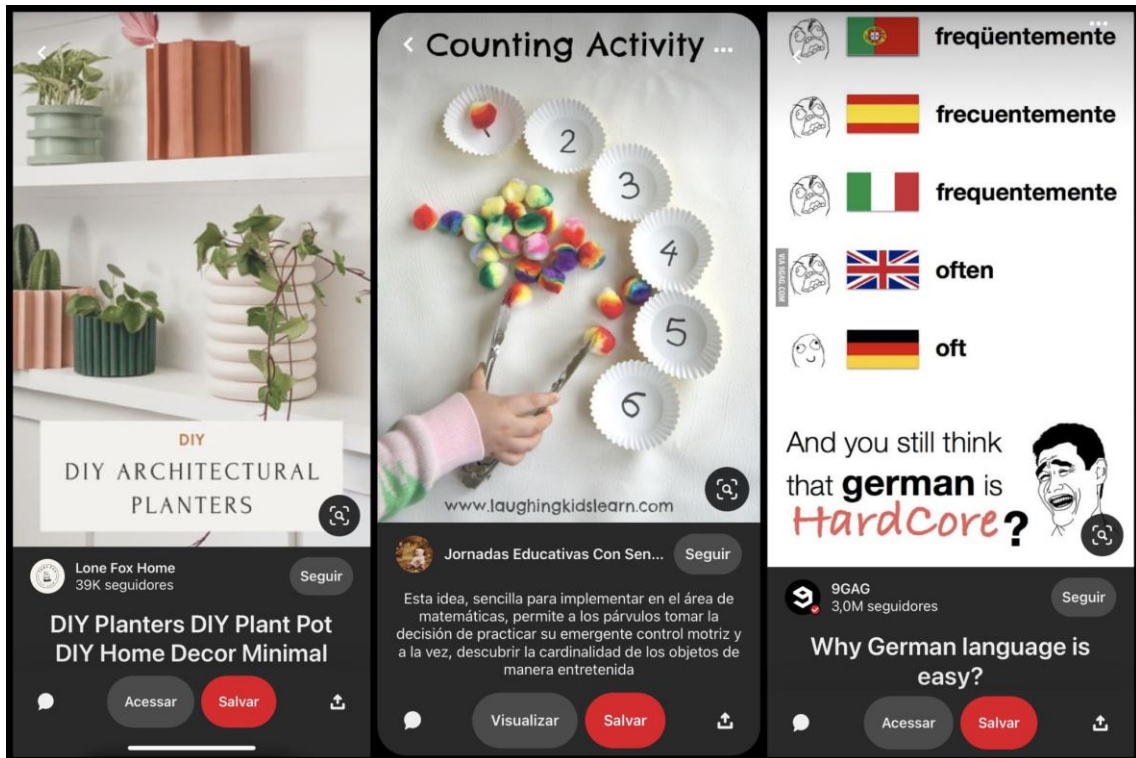 DIY
DIY ARCHITECTURAL
PLANTERS
Lone Fox Home
39K seguidores
Seguir
DIY Planters DIY Plant Pot
DIY Home Decor Minimal
Acessar
Salvar
Counting Activity
1
2
3
4
5
6
www.laughingkidslearn.com
Jornadas Educativas Con Sen...
Seguir
Esta idea, sencilla para implementar en el área de
matemáticas, permite a los párvulos tomar la
decisión de practicar su emergente control motriz y
a la vez, descubrir la cardinalidad de los objetos de
manera entretenida
Visualizar
Salvar
freqüentemente
frecuentemente
frequentemente
often
oft
VIA 9GAG.COM
And you still think
that german is
HardCore?
9GAG
3,0M seguidores
Seguir
Why German language is
easy?
Acessar
Salvar